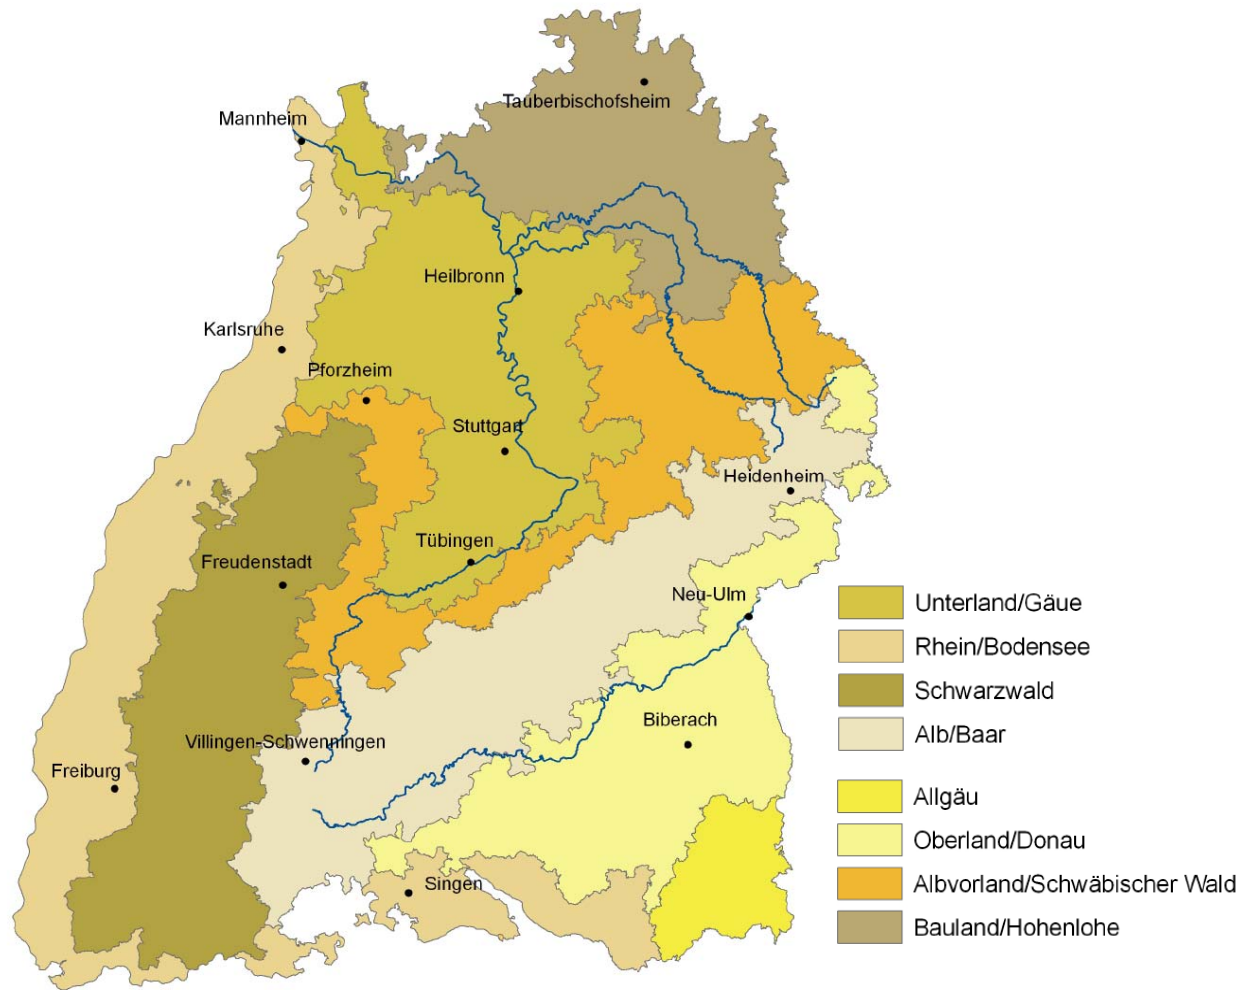 Tauberbischofsheim
Mannheim
Heilbronn
Karlsruhe
Pforzheim
Stuttgart
Heidenheim
Tübingen
Freudenstadt
Neu-Ulm
Biberach
Villingen-Schwenningen
Freiburg
Singen
Unterland/Gäue
Rhein/Bodensee
Schwarzwald
Alb/Baar
Allgäu
Oberland/Donau
Albvorland/Schwäbischer Wald
Bauland/Hohenlohe